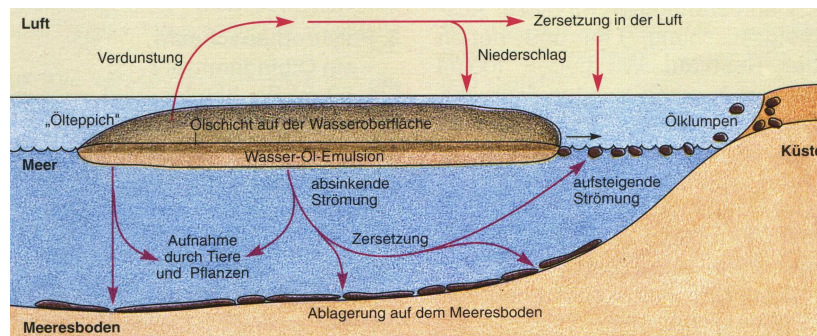 Luft
Zersetzung in der Luft
Verdunstung
Niederschlag
„Ölteppich"
Ölschicht auf der Wasseroberfläche
Ölklumpen
Wasser-Öl-Emulsion
Meer
Küste
absinkende
Strömung
aufsteigende
Strömung
Aufnahme
durch Tiere
und Pflanzen
Zersetzung
Ablagerung auf dem Meeresboden
Meeresboden